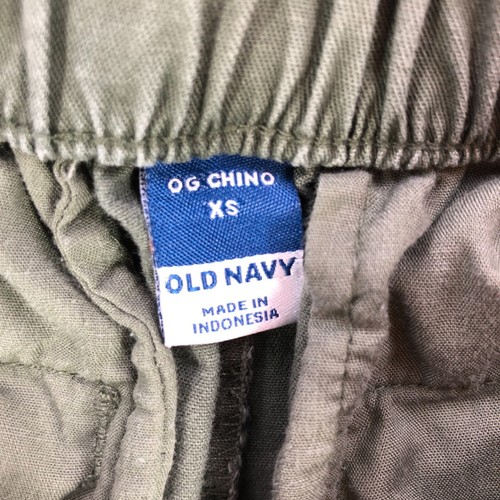 OG CHINO
XS
OLD NAVY
MADE IN
INDONESIA